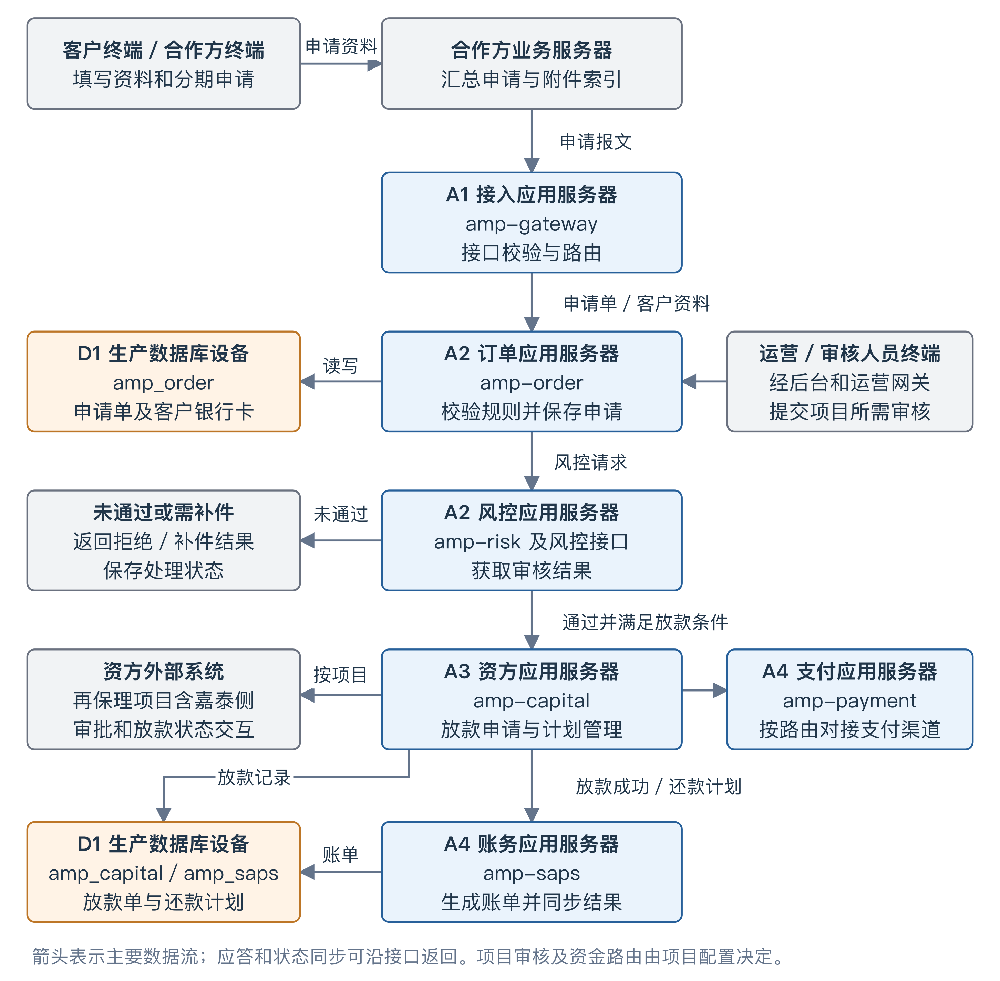 客户终端 / 合作方终端
填写资料和分期申请
申请资料
合作方业务服务器
汇总申请与附件索引
申请报文
A1 接入应用服务器
amp-gateway
接口校验与路由
申请单 / 客户资料
D1 生产数据库设备
amp_order
申请单及客户银行卡
读写
A2 订单应用服务器
amp-order
校验规则并保存申请
运营 / 审核人员终端
经后台和运营网关
提交项目所需审核
风控请求
未通过或需补件
返回拒绝 / 补件结果
保存处理状态
未通过
A2 风控应用服务器
amp-risk 及风控接口
获取审核结果
通过并满足放款条件
资方外部系统
再保理项目含嘉泰侧
审批和放款状态交互
按项目
A3 资方应用服务器
amp-capital
放款申请与计划管理
A4 支付应用服务器
amp-payment
按路由对接支付渠道
放款记录
放款成功 / 还款计划
D1 生产数据库设备
amp_capital / amp_saps
放款单与还款计划
账单
A4 账务应用服务器
amp-saps
生成账单并同步结果
箭头表示主要数据流；应答和状态同步可沿接口返回。项目审核及资金路由由项目配置决定。